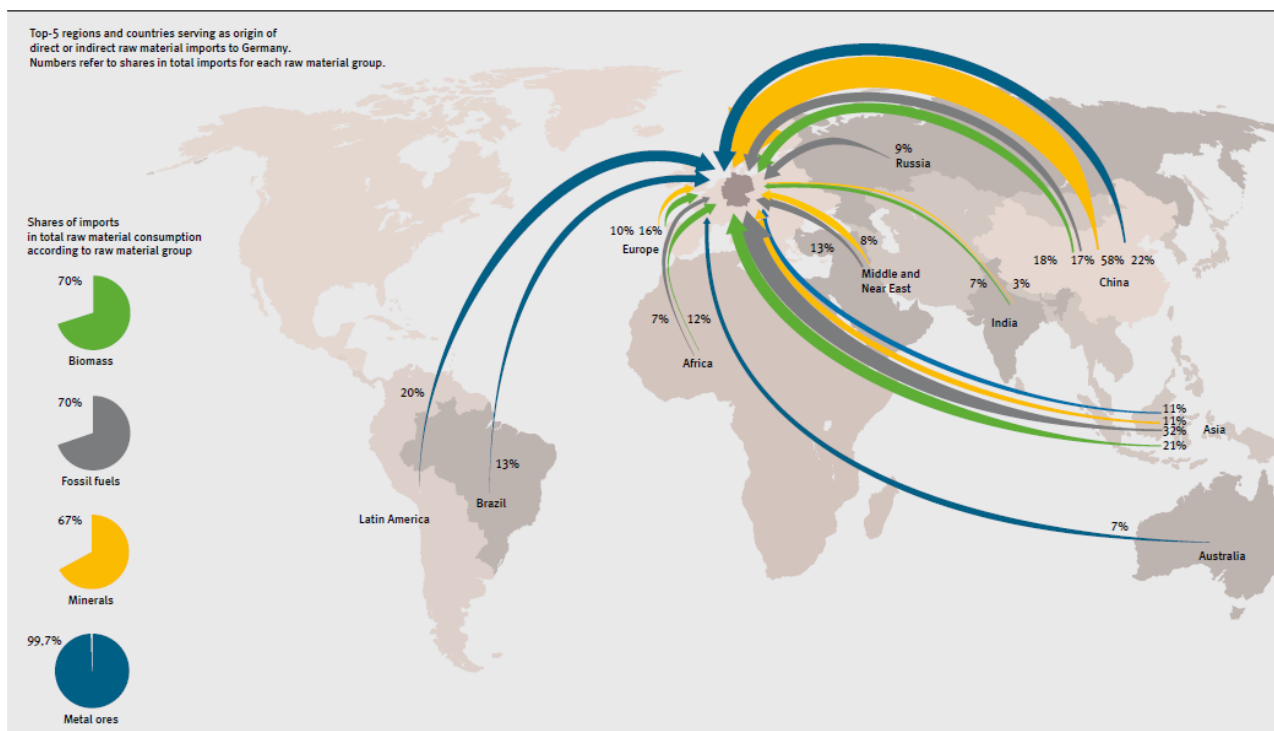 Top-5 regions and countries serving as origin of
direct or indirect raw material imports to Germany.
Numbers refer to shares in total imports for each raw material group.
Shares of imports
in total raw material consumption
according to raw material group
70%
Biomass
70%
Fossil fuels
67%
Minerals
99,7%
Metal ores
9%
Russia
10% 16%
Europe
13%
8%
Middle and
Near East
18% 17% 58% 22%
China
7% 3%
India
7% 12%
Africa
20%
Latin America
13%
Brazil
11%
11%
32%
21%
Asia
7%
Australia